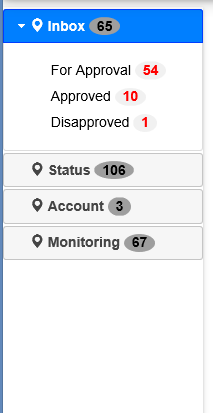 Inbox 65
For Approval 54
Approved 10
Disapproved 1
Status 106
Account 3
Monitoring 67